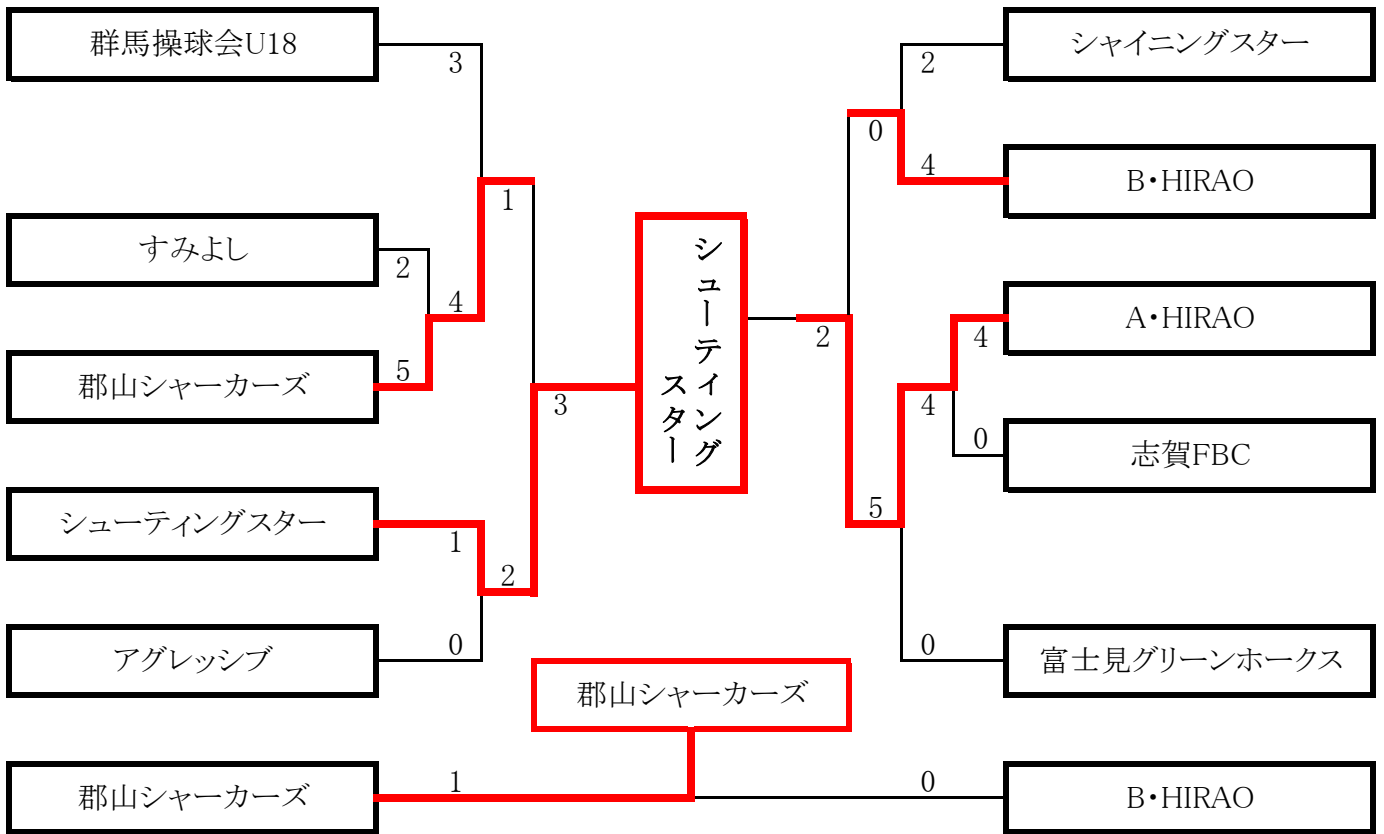 群馬操球会U18
3
シャイニングスター
2
0
4
B・HIRAO
1
すみよし
2
4
シューティング
スター
A・HIRAO
4
2
郡山シャーカーズ
5
3
4
0
志賀FBC
シューティングスター
1
5
2
アグレッシブ
0
0
富士見グリーンホークス
郡山シャーカーズ
郡山シャーカーズ
1
0
B・HIRAO